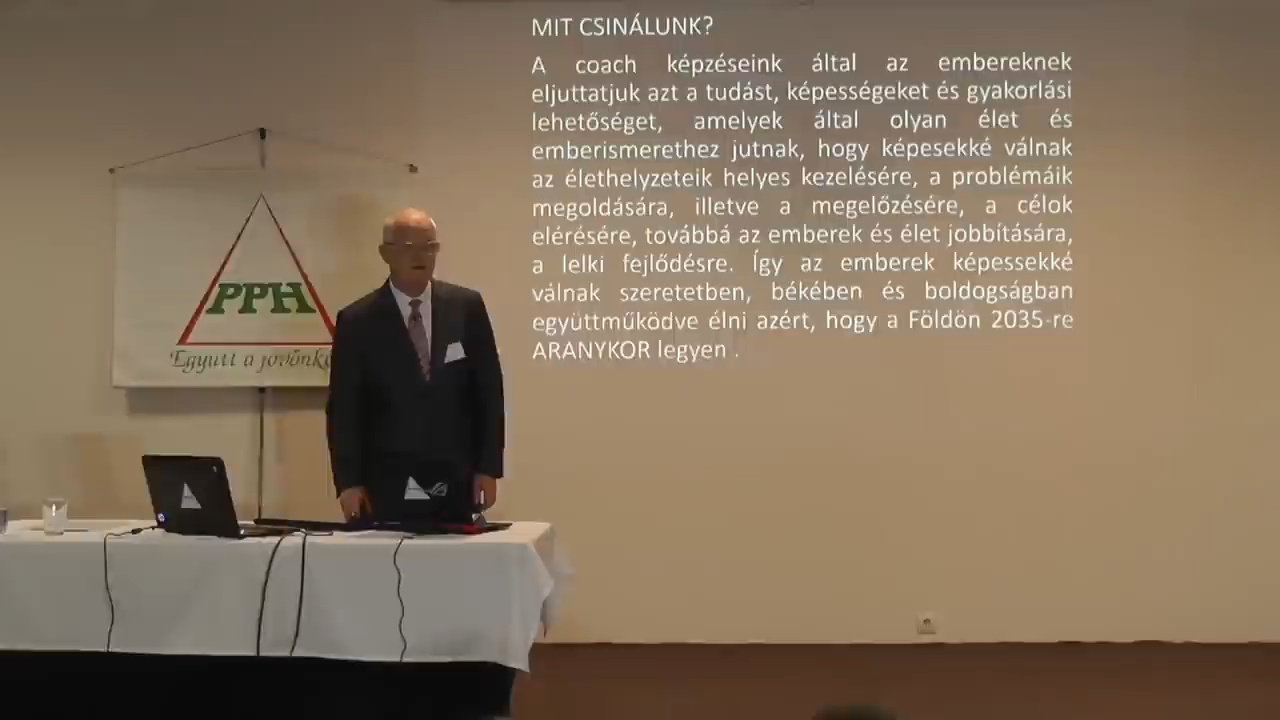 MIT CSINÁLUNK?
A coach képzéseink által az embereknek
eljuttatjuk azt a tudást, képességeket és gyakorlási
lehetőséget, amelyek által olyan élet és
emberismerethez jutnak, hogy képesekké válnak
az élethelyzeteik helyes kezelésére, a problémáik
megoldására, illetve a megelőzésére, a célok
elérésére, továbbá az emberek és élet jobbítására,
a lelki fejlődésre. Így az emberek képessekké
válnak szeretetben, békében és boldogságban
együttműködve élni azért, hogy a Földön 2035-re
ARANYKOR legyen .
PPH
Együtt a